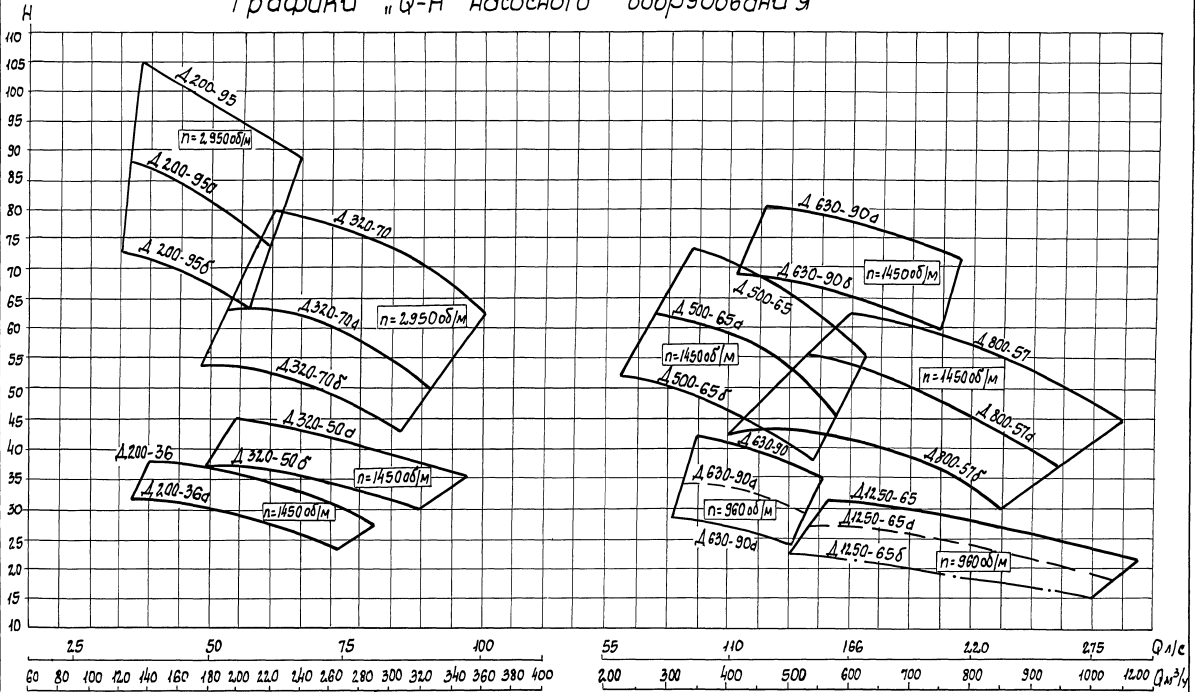 Графики „Q-H" насосного оборудования
H
110
105
100
95
90
85
80
75
70
65
60
55
50
45
40
35
30
25
20
15
10
Д 200-95
n=2950об/м
Д 200-95а
Д 200-95б
Д 320-70
Д 320-70а
n=2950об/м
Д 320-70б
Д 320-50а
Д 200-36
Д 320-50б
n=1450об/м
Д 200-36а
n=1450об/м
Д 630-90а
Д 630-90б
n=1450об/м
Д 500-65
Д 500-65а
n=1450об/м
Д 500-65б
Д 800-57
n=1450об/м
Д 800-57а
Д 800-57б
Д 630-90
Д 630-90а
n=960об/м
Д 630-90а
Д 1250-65
Д 1250-65а
Д 1250-65б
n=960об/м
25 50 75 100 55 110 166 220 275 Q л/с
60 80 100 120 140 160 180 200 220 240 260 280 300 320 340 360 380 400 200 300 400 500 600 700 800 900 1000 1200 Q м³/ч